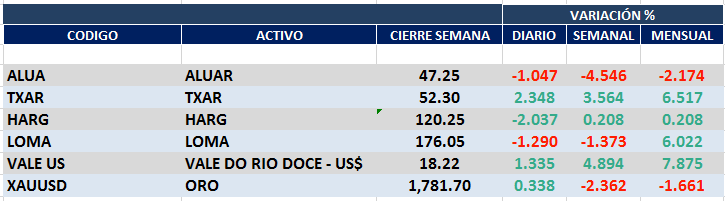 VARIACIÓN %
CODIGO ACTIVO CIERRE SEMANA DIARIO SEMANAL MENSUAL
ALUA ALUAR 47.25 -1.047 -4.546 -2.174
TXAR TXAR 52.30 2.348 3.564 6.517
HARG HARG 120.25 -2.037 0.208 0.208
LOMA LOMA 176.05 -1.290 -1.373 6.022
VALE US VALE DO RIO DOCE - US$ 18.22 1.335 4.894 7.875
XAUUSD ORO 1,781.70 0.338 -2.362 -1.661